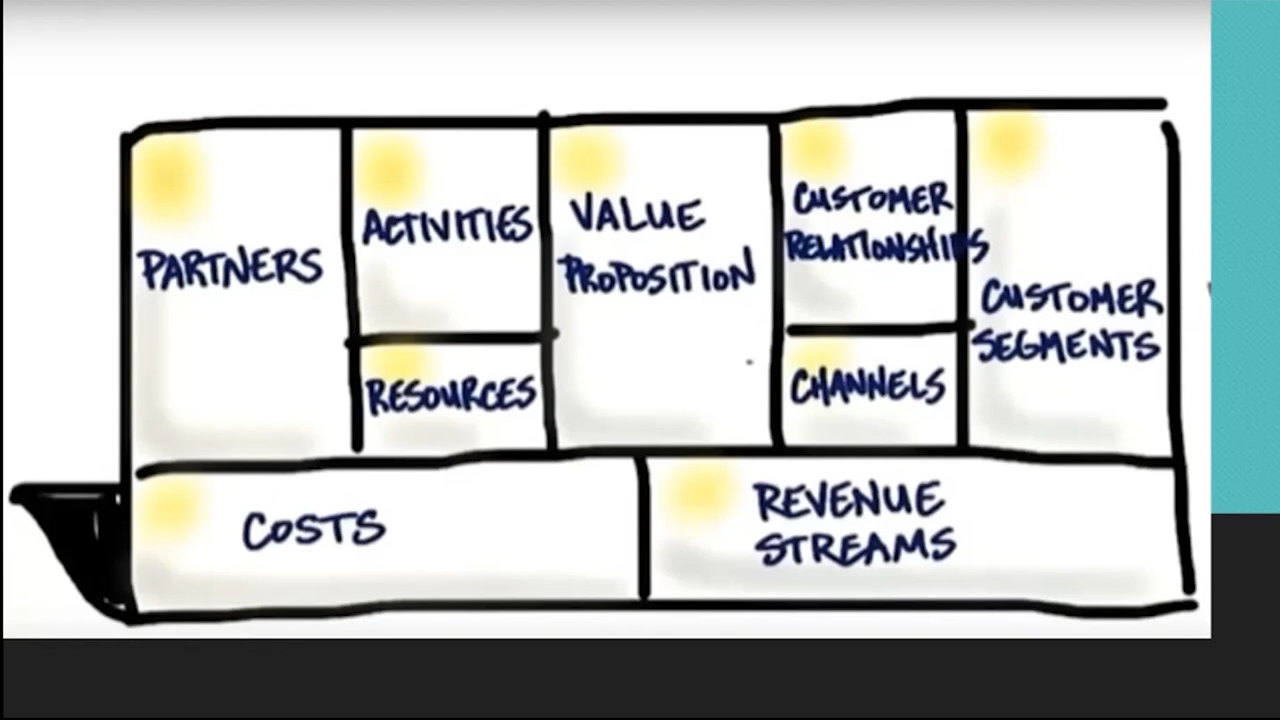 PARTNERS
ACTIVITIES
RESOURCES
VALUE
PROPOSITION
CUSTOMER
RELATIONSHIPS
CHANNELS
CUSTOMER
SEGMENTS
COSTS
REVENUE
STREAMS